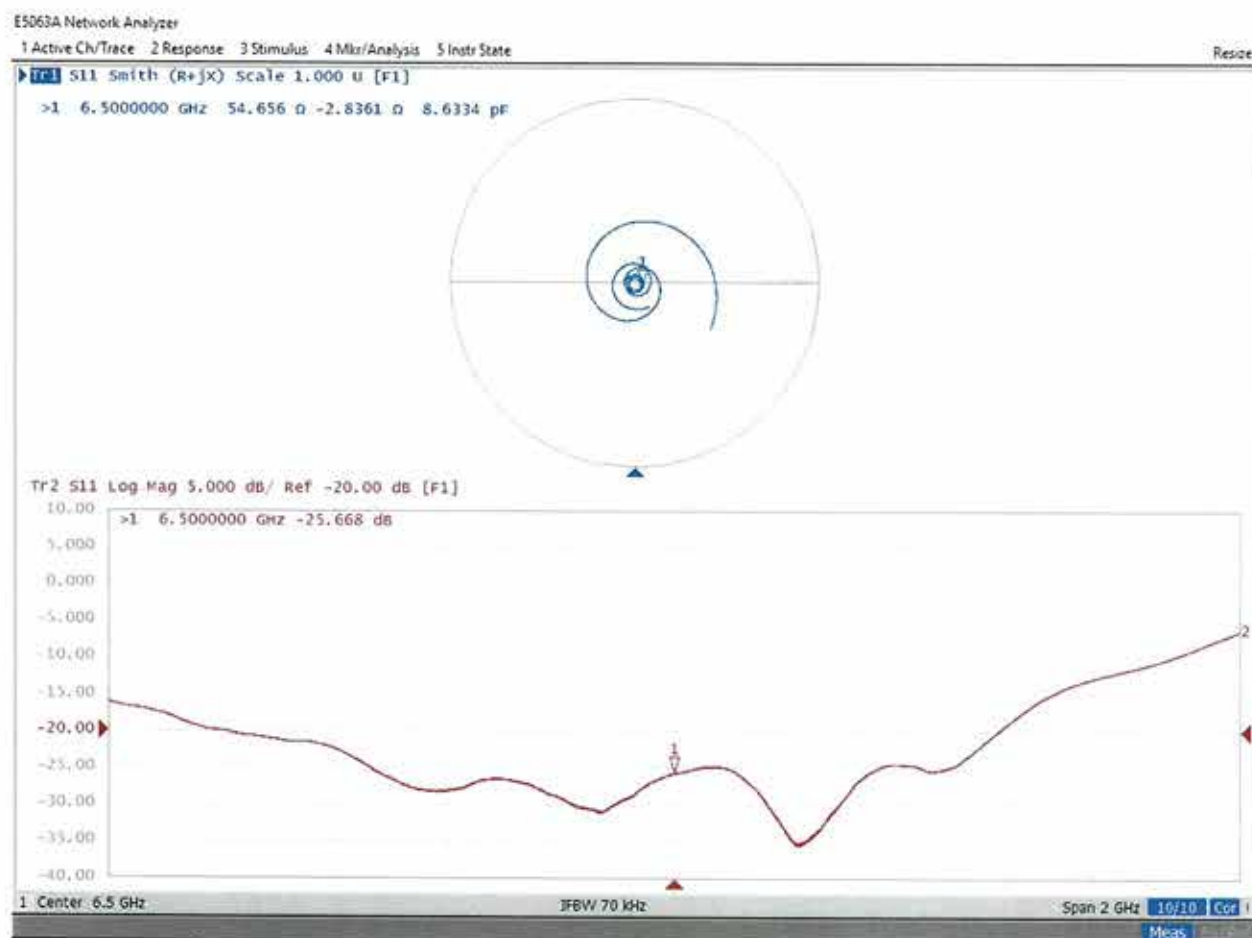 E5063A Network Analyzer
1 Active Ch/Trace 2 Response 3 Stimulus 4 Mkr/Analysis 5 Instr State
Resize
Tr1 S11 Smith (R+jX) Scale 1.000 U [F1]
>1 6.5000000 GHz 54.656 Ω -2.8361 Ω 8.6334 pF
1
Tr2 S11 Log Mag 5.000 dB/ Ref -20.00 dB [F1]
10.00
>1 6.5000000 GHz -25.668 dB
5.000
0.000
-5.000
2
-10.00
-15.00
-20.00
1
-25.00
-30.00
-35.00
-40.00
1 Center 6.5 GHz IFBW 70 kHz Span 2 GHz 10/10 Cor
Meas